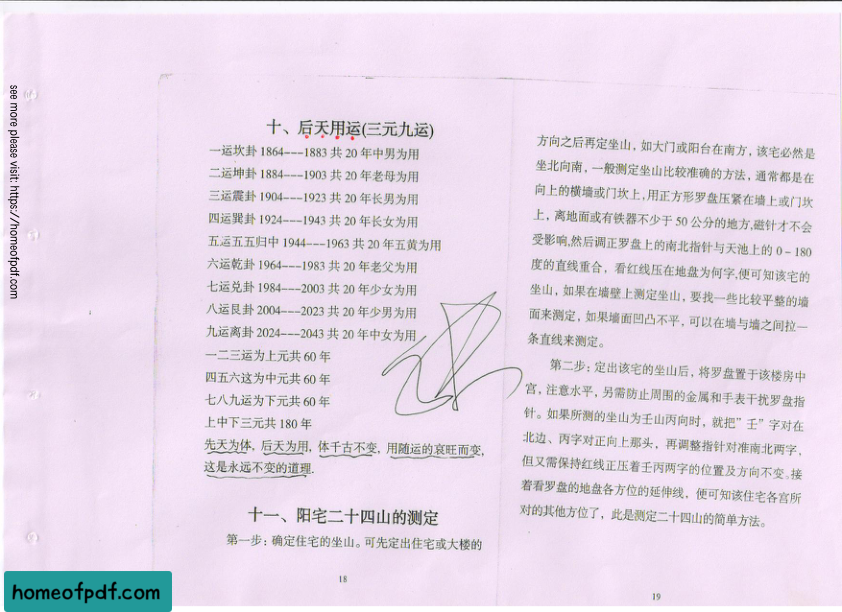 see more please visit: https://homeofpdf.com
十、后天用运(三元九运)
一运坎卦 1864---1883 共 20 年中男为用
二运坤卦 1884---1903 共 20 年老母为用
三运震卦 1904---1923 共 20 年长男为用
四运巽卦 1924---1943 共 20 年长女为用
五运五五归中 1944---1963 共 20 年五黄为用
六运乾卦 1964---1983 共 20 年老父为用
七运兑卦 1984---2003 共 20 年少女为用
八运艮卦 2004---2023 共 20 年少男为用
九运离卦 2024---2043 共 20 年中女为用
一二三运为上元共 60 年
四五六这为中元共 60 年
七八九运为下元共 60 年
上中下三元共 180 年
先天为体, 后天为用, 体千古不变, 用随运的哀旺而变,
这是永远不变的道理.
十一、阳宅二十四山的测定
第一步: 确定住宅的坐山。可先定出住宅或大楼的
18
方向之后再定坐山, 如大门或阳台在南方, 该宅必然是
坐北向南, 一般测定坐山比较准确的方法, 通常都是在
向上的横墙或门坎上, 用正方形罗盘压紧在墙上或门坎
上, 离地面或有铁器不少于 50 公分的地方,磁针才不会
受影响,然后调正罗盘上的南北指针与天池上的 0-180
度的直线重合, 看红线压在地盘为何字,便可知该宅的
坐山, 如果在墙壁上测定坐山, 要找一些比较平整的墙
面来测定, 如果墙面凹凸不平, 可以在墙与墙之间拉一
条直线来测定。
第二步: 定出该宅的坐山后, 将罗盘置于该楼房中
宫, 注意水平, 另需防止周围的金属和手表干扰罗盘指
针。如果所测的坐山为壬山丙向时, 就把"壬"字对在
北边、丙字对正向上那头, 再调整指针对准南北两字,
但又需保持红线正压着壬丙两字的位置及方向不变。接
着看罗盘的地盘各方位的延伸线, 便可知该住宅各宫所
对的其他方位了, 此是测定二十四山的简单方法。
19
homeofpdf.com